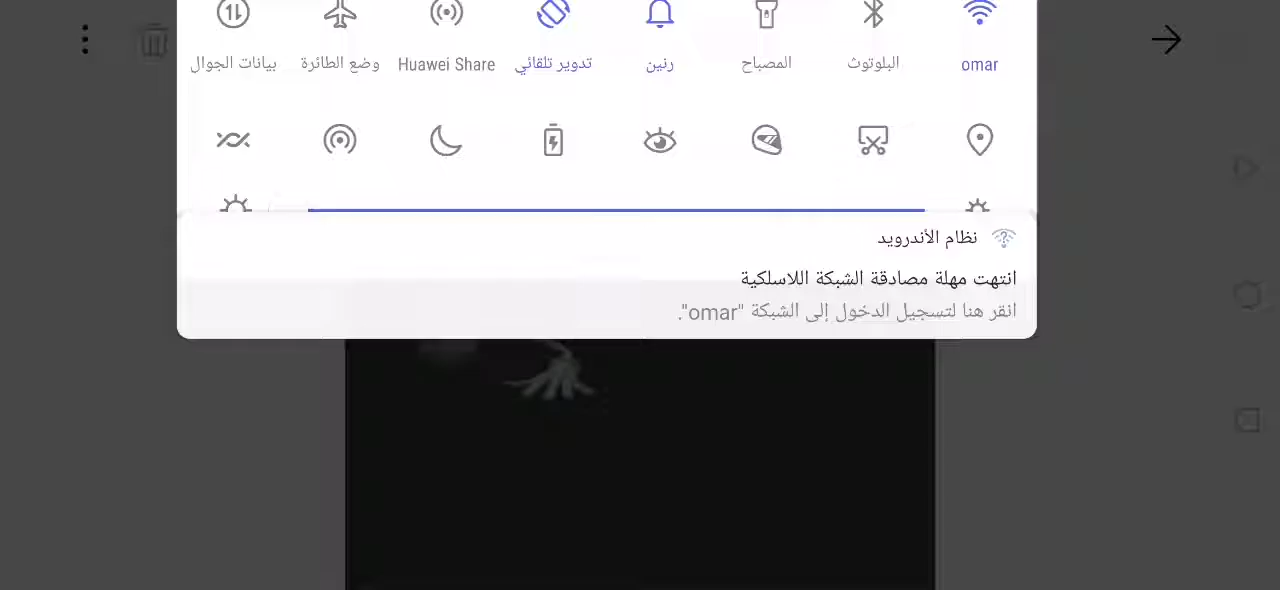 omar البلوتوث المصباح رنين تدوير تلقائي Huawei Share وضع الطائرة بيانات الجوال
نظام الأندرويد
انتهت مهلة مصادقة الشبكة اللاسلكية
انقر هنا لتسجيل الدخول إلى الشبكة "omar".